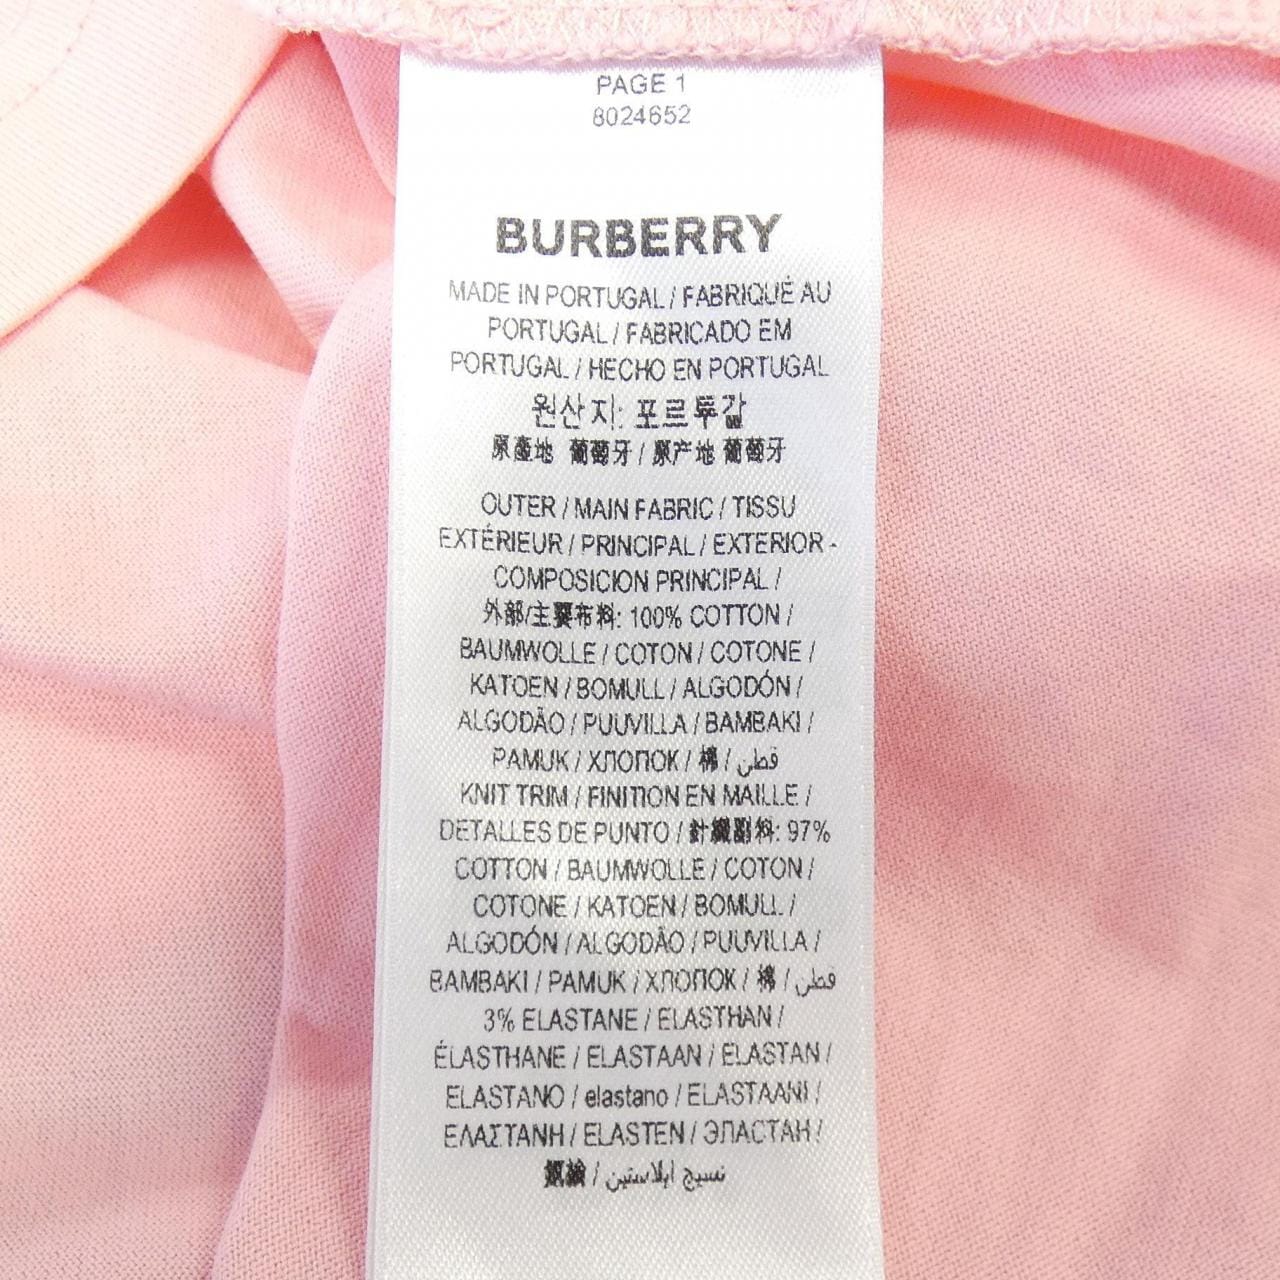 PAGE 1
8024652
BURBERRY
MADE IN PORTUGAL / FABRIQUÉ AU
PORTUGAL / FABRICADO EM
PORTUGAL / HECHO EN PORTUGAL
원산지: 포르투갈
原產地 葡萄牙 / 原产地 葡萄牙
OUTER / MAIN FABRIC / TISSU
EXTÉRIEUR / PRINCIPAL / EXTERIOR -
COMPOSICION PRINCIPAL /
外部/主要布料: 100% COTTON /
BAUMWOLLE / COTON / COTONE /
KATOEN / BOMULL / ALGODÓN /
ALGODÃO / PUUVILLA / BAMBAKI /
PAMUK / ХЛОПОК / 棉 / قطن
KNIT TRIM / FINITION EN MAILLE /
DETALLES DE PUNTO / 針織副料: 97%
COTTON / BAUMWOLLE / COTON /
COTONE / KATOEN / BOMULL /
ALGODÓN / ALGODÃO / PUUVILLA /
BAMBAKI / PAMUK / ХЛОПОК / 棉 / قطن
3% ELASTANE / ELASTHAN /
ÉLASTHANE / ELASTAAN / ELASTAN /
ELASTANO / elastano / ELASTAANI /
ΕΛΑΣΤΑΝΗ / ELASTEN / ЭЛАСТАН /
/ نسيج ايلاستين